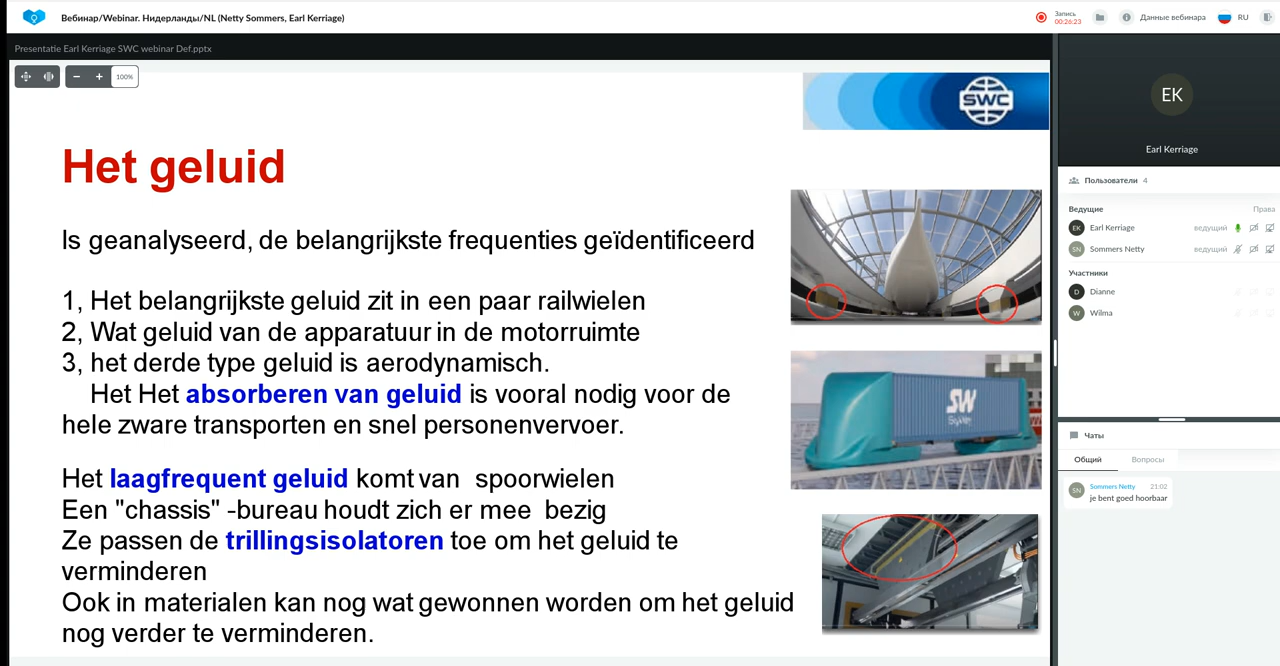 Вебинар/Webinar. Нидерланды/NL (Netty Sommers, Earl Kerriage)
Запись
00:26:23
Данные вебинара
RU
Presentatie Earl Kerriage SWC webinar Def.pptx
100%
SWC
Het geluid
Is geanalyseerd, de belangrijkste frequenties geïdentificeerd
1, Het belangrijkste geluid zit in een paar railwielen
2, Wat geluid van de apparatuur in de motorruimte
3, het derde type geluid is aerodynamisch.
Het Het absorberen van geluid is vooral nodig voor de
hele zware transporten en snel personenvervoer.
Het laagfrequent geluid komt van spoorwielen
Een "chassis" -bureau houdt zich er mee bezig
Ze passen de trillingsisolatoren toe om het geluid te
verminderen
Ook in materialen kan nog wat gewonnen worden om het geluid
nog verder te verminderen.
SW
SkyWay
EK
Earl Kerriage
Пользователи 4
Ведущие Права
EK Earl Kerriage ведущий
SN Sommers Netty ведущий
Участники
D Dianne
W Wilma
Чаты
Общий Вопросы
SN Sommers Netty 21:02
je bent goed hoorbaar